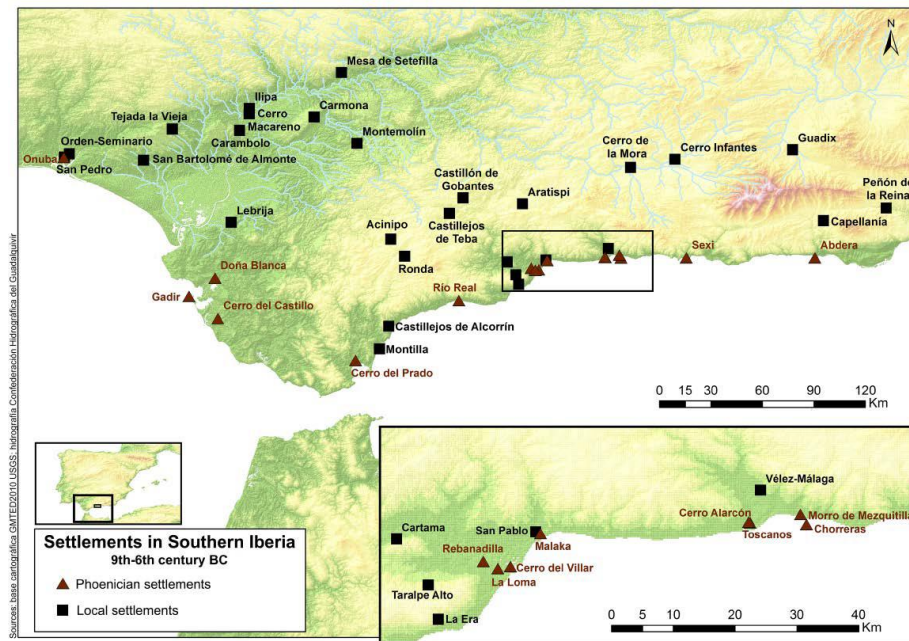 N
Mesa de Setefilla
Ilipa
Cerro
Macareno
Carmona
Tejada la Vieja
Carambolo
Montemolín
Orden-Seminario
Onuba
San Pedro
San Bartolomé de Almonte
Cerro de
la Mora
Cerro Infantes
Guadix
Castillón de
Gobantes
Aratispi
Peñón de
la Reina
Lebrija
Acinipo
Castillejos
de Teba
Capellanía
Ronda
Sexi
Abdera
Doña Blanca
Gadir
Río Real
Cerro del Castillo
Castillejos de Alcorrín
Montilla
Cerro del Prado
0 15 30 60 90 120
Km
Vélez-Málaga
Cerro Alarcón
Morro de Mezquitilla
Toscanos
Chorreras
Cartama
San Pablo
Malaka
Rebanadilla
Cerro del Villar
La Loma
Taralpe Alto
La Era
0 5 10 20 30 40
Km
Settlements in Southern Iberia
9th-6th century BC
Phoenician settlements
Local settlements
Sources: base cartográfica GMTED2010 USGS; hidrografía Confederación Hidrográfica del Guadalquivir